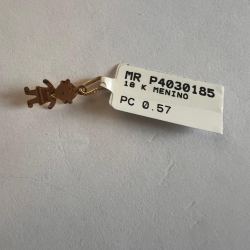 MR P4030185
18 K MENINO
PC 0.57